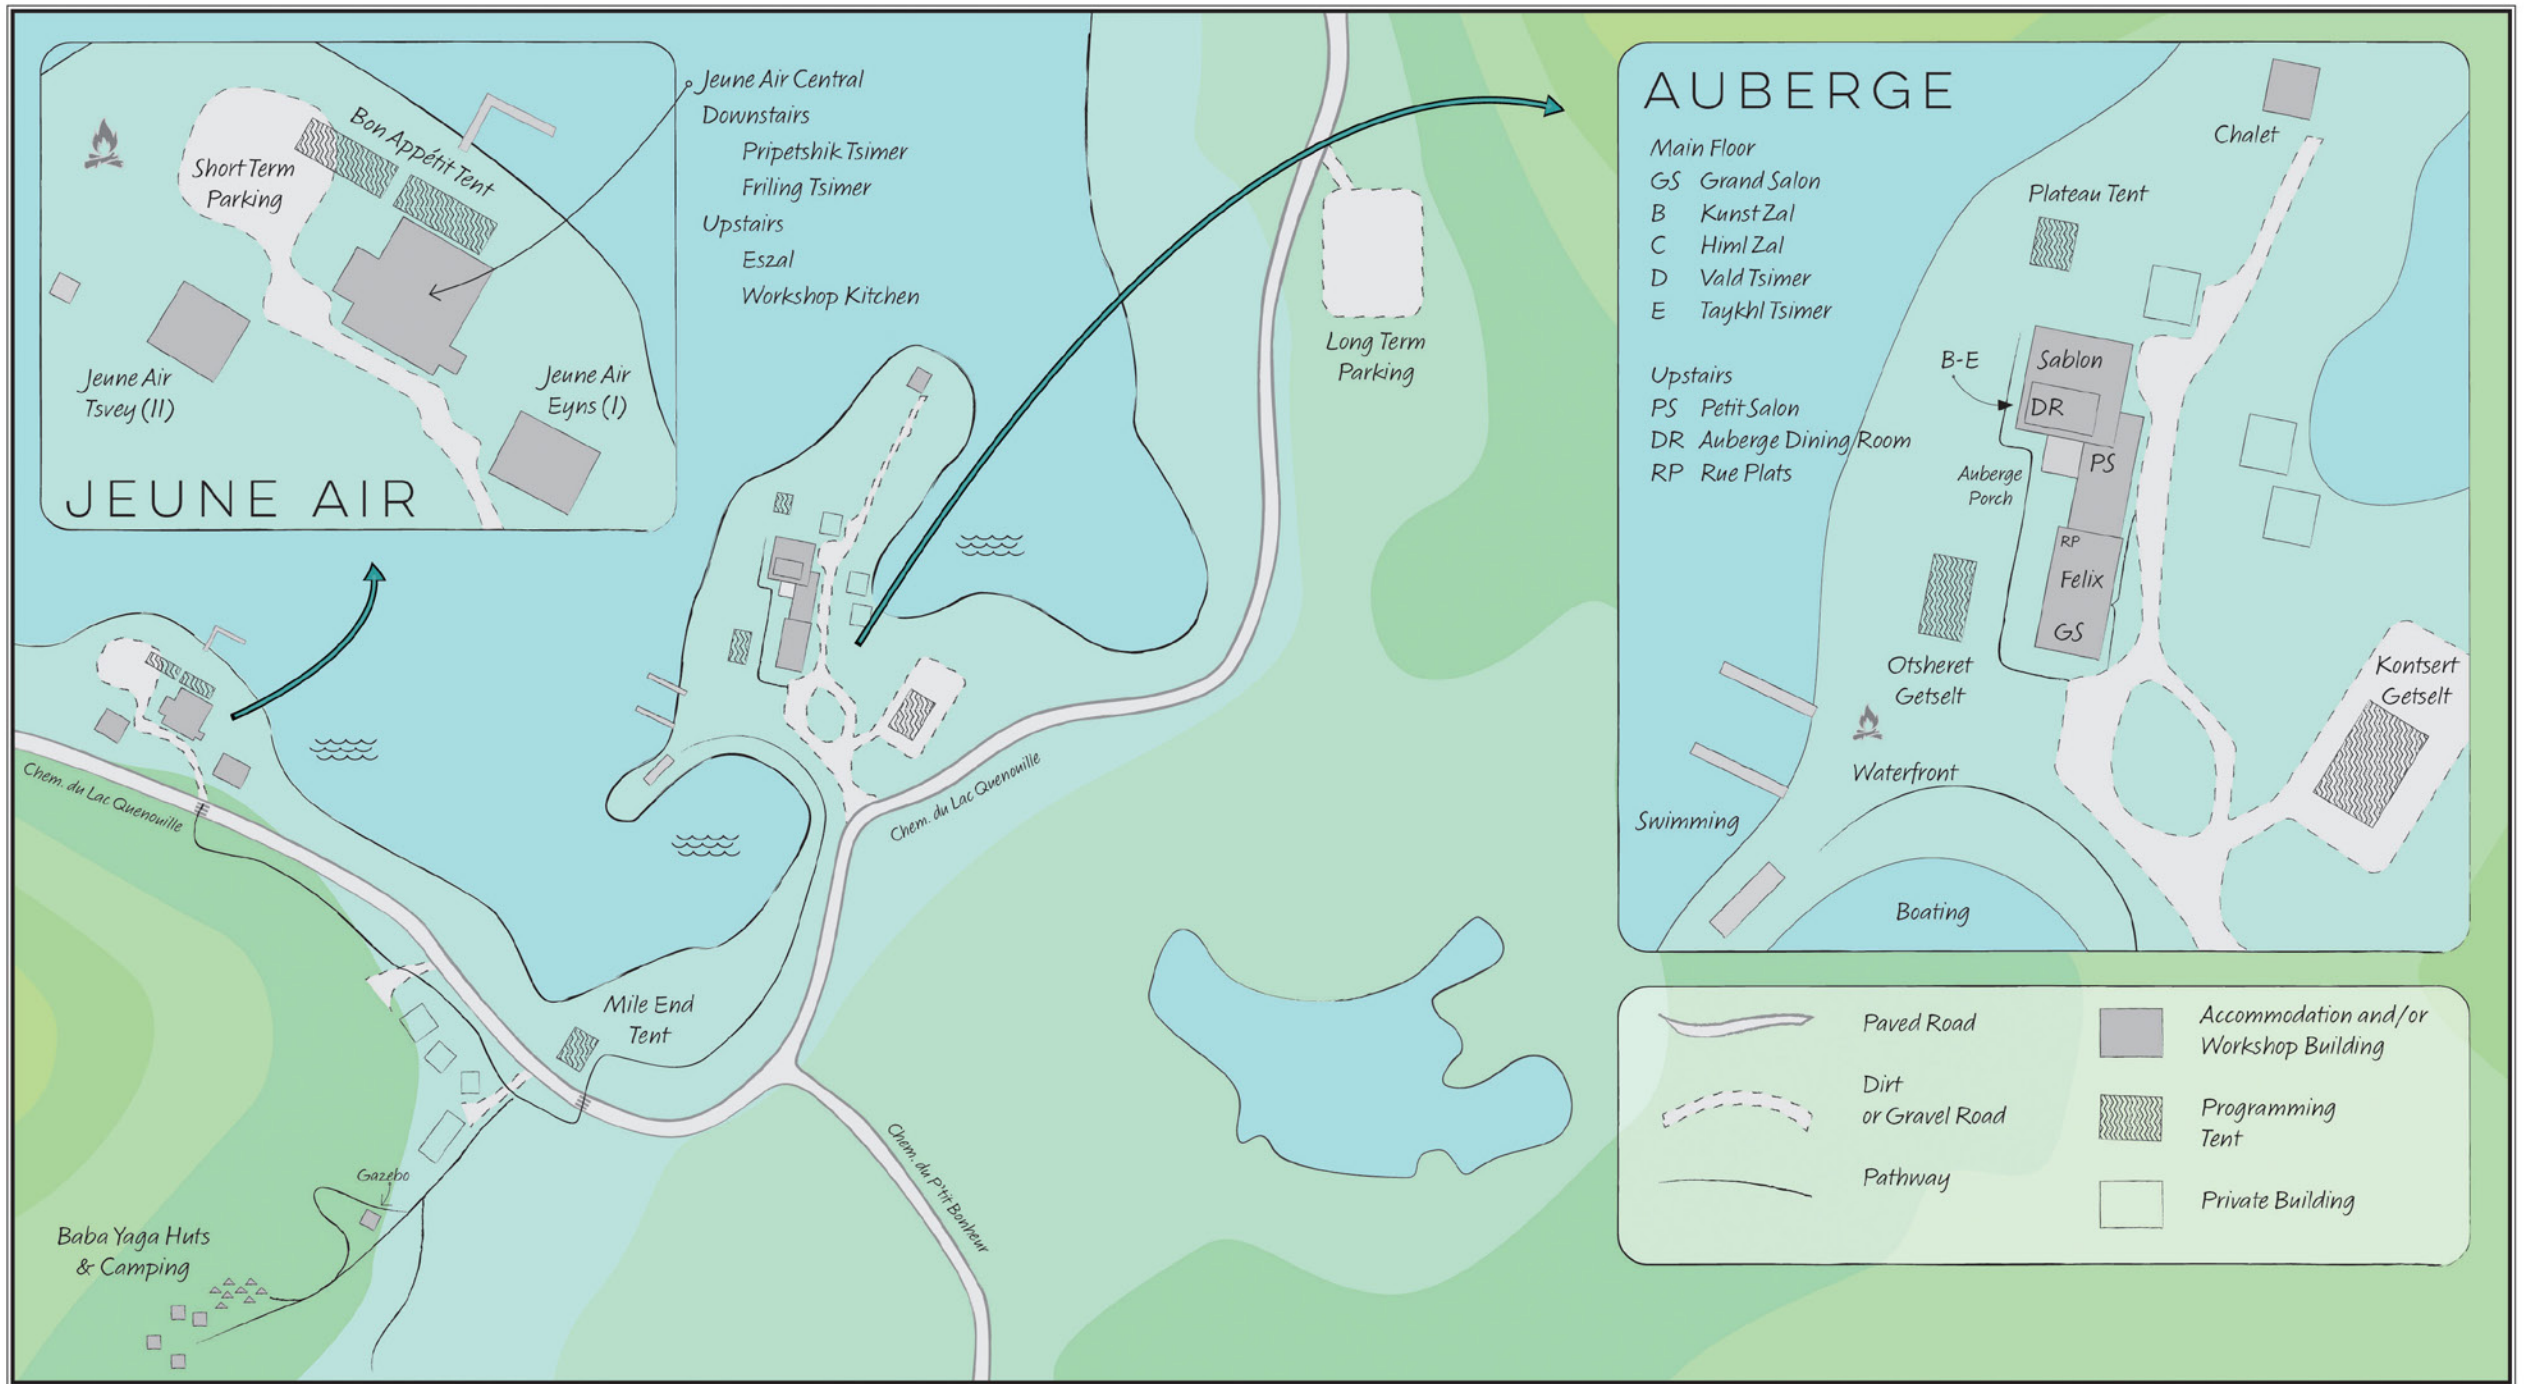 Bon Appétit Tent
Short Term
Parking
Jeune Air
Tsvey (II)
Jeune Air
Eyns (I)
JEUNE AIR
Jeune Air Central
Downstairs
Pripetshik Tsimer
Friling Tsimer
Upstairs
Eszal
Workshop Kitchen
Long Term
Parking
Chem. du Lac Quenouille
Chem. du Lac Quenouille
Mile End
Tent
Chem. du P'tit Bonheur
Gazebo
Baba Yaga Huts
& Camping
AUBERGE
Main Floor
GS Grand Salon
B Kunst Zal
C Himl Zal
D Vald Tsimer
E Taykhl Tsimer
Upstairs
PS Petit Salon
DR Auberge Dining Room
RP Rue Plats
Chalet
Plateau Tent
B-E
Sablon
DR
PS
Auberge
Porch
RP
Felix
GS
Otsheret
Getselt
Kontsert
Getselt
Waterfront
Swimming
Boating
Paved Road
Dirt
or Gravel Road
Pathway
Accommodation and/or
Workshop Building
Programming
Tent
Private Building